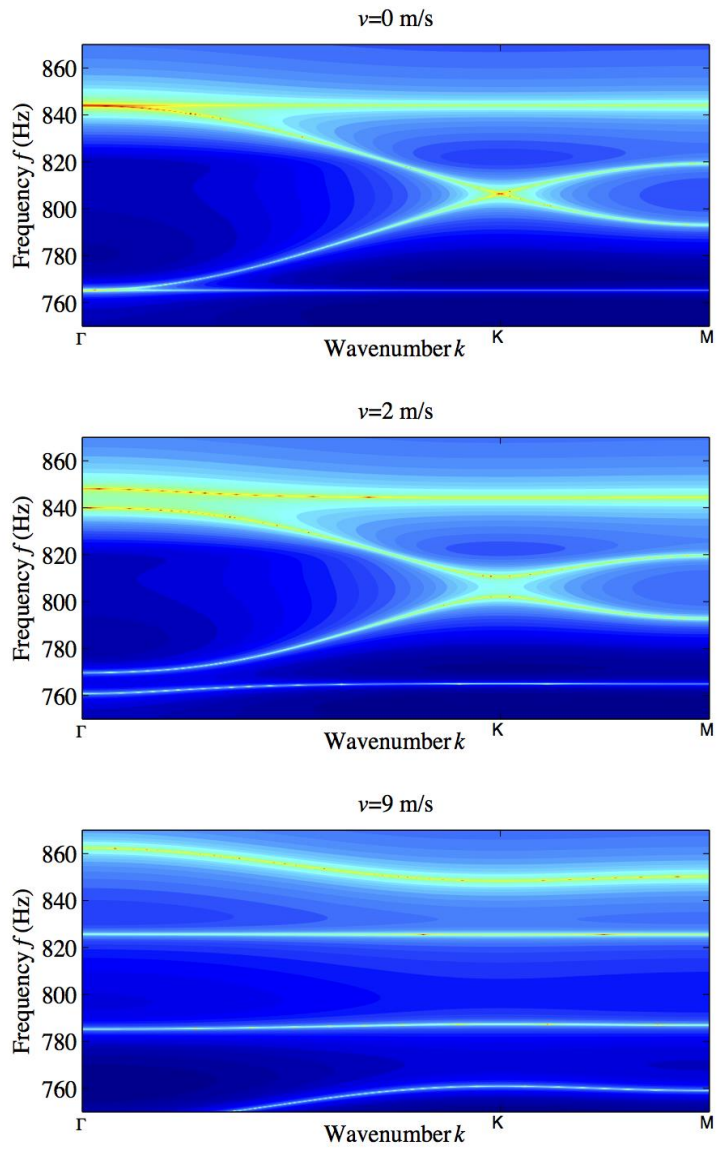 v=0 m/s
860
840
820
800
780
760
Frequency f (Hz)
Γ
K
M
Wavenumber k
v=2 m/s
860
840
820
800
780
760
Frequency f (Hz)
Γ
K
M
Wavenumber k
v=9 m/s
860
840
820
800
780
760
Frequency f (Hz)
Γ
K
M
Wavenumber k